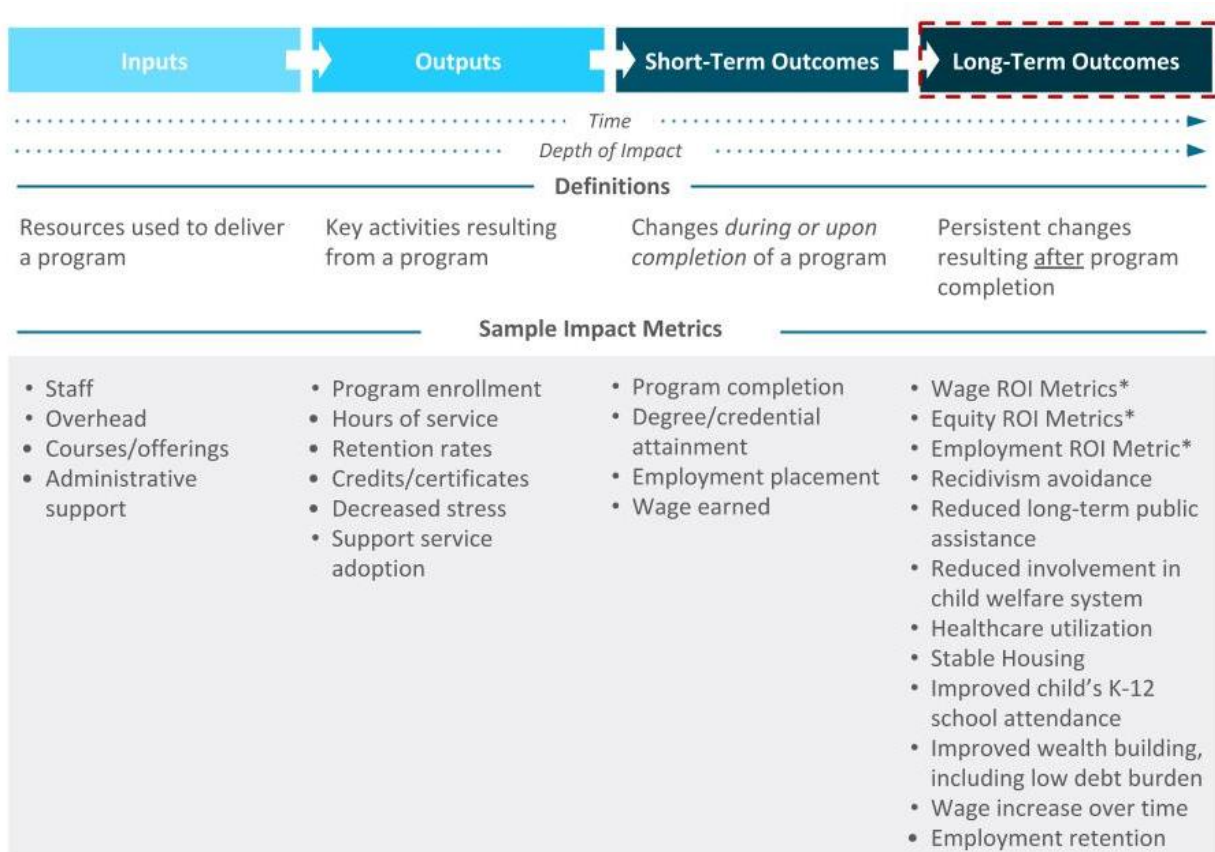 Inputs
Outputs
Short-Term Outcomes
Long-Term Outcomes
Time
Depth of Impact
Definitions
Resources used to deliver
a program
Key activities resulting
from a program
Changes during or upon
completion of a program
Persistent changes
resulting after program
completion
Sample Impact Metrics
• Staff
• Overhead
• Courses/offerings
• Administrative
support
• Program enrollment
• Hours of service
• Retention rates
• Credits/certificates
• Decreased stress
• Support service
adoption
• Program completion
• Degree/credential
attainment
• Employment placement
• Wage earned
• Wage ROI Metrics*
• Equity ROI Metrics*
• Employment ROI Metric*
• Recidivism avoidance
• Reduced long-term public
assistance
• Reduced involvement in
child welfare system
• Healthcare utilization
• Stable Housing
• Improved child’s K-12
school attendance
• Improved wealth building,
including low debt burden
• Wage increase over time
• Employment retention